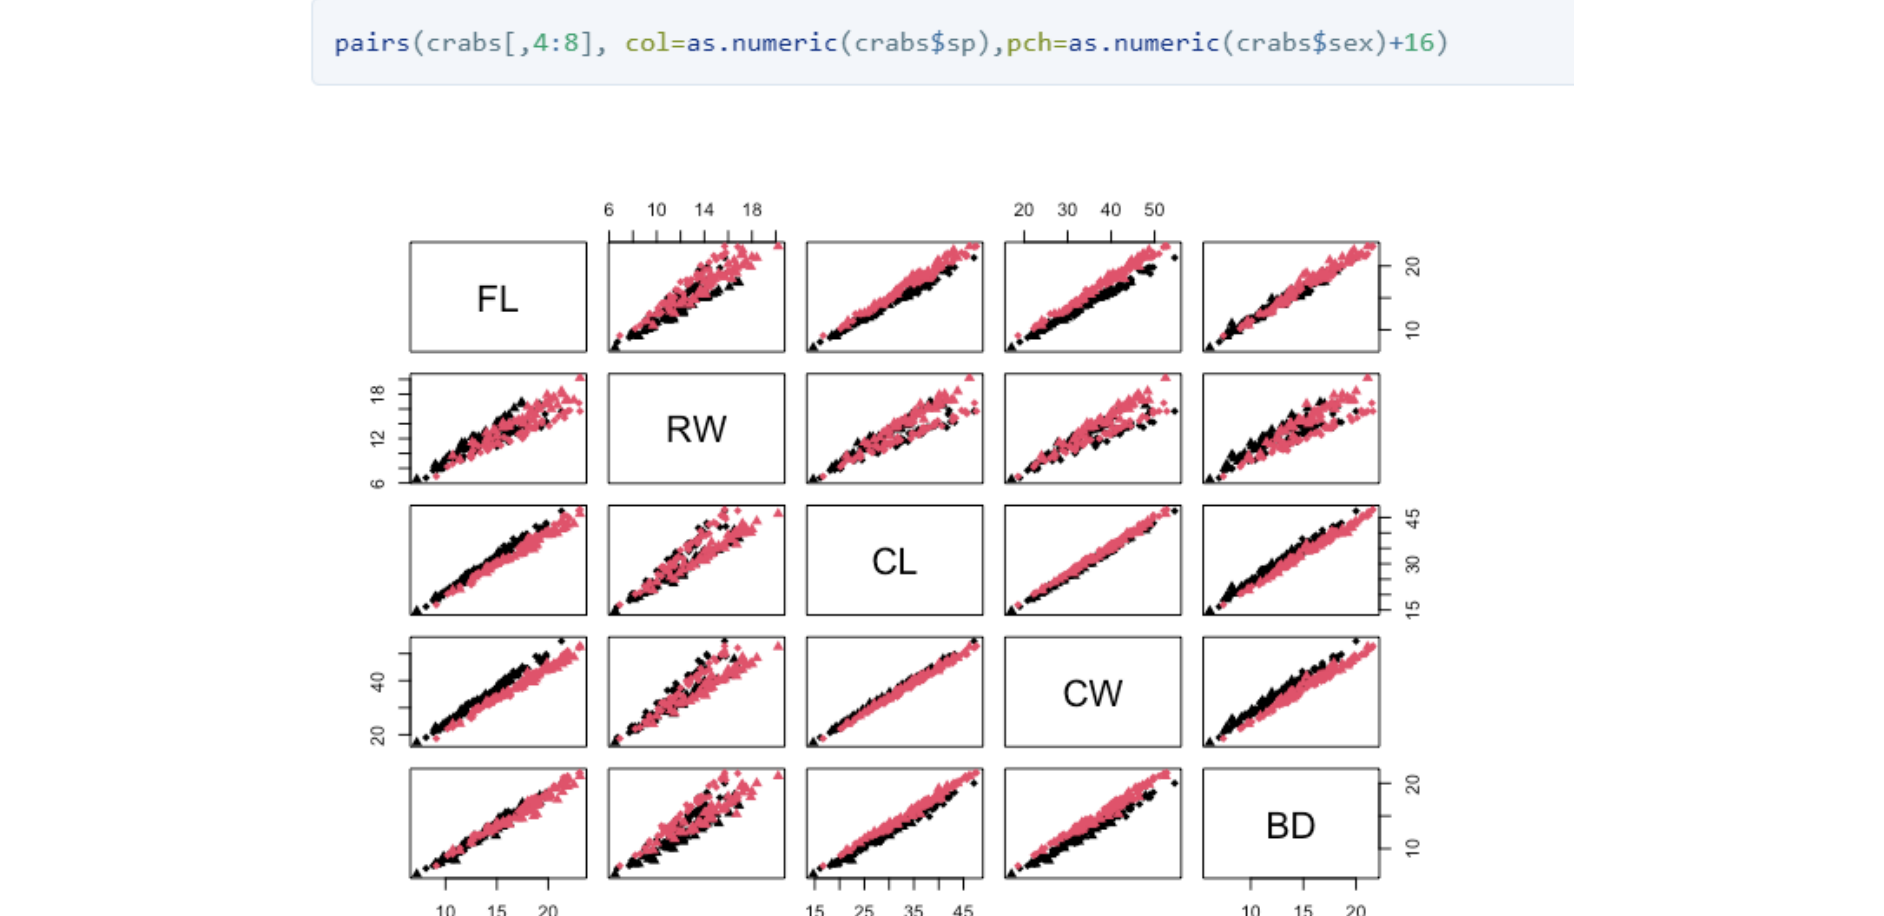 pairs(crabs[,4:8], col=as.numeric(crabs$sp),pch=as.numeric(crabs$sex)+16)
6 10 14 18 20 30 40 50
FL
10 20
6 12 18
RW
CL
15 30 45
20 40
CW
BD
10 20
10 15 20 15 25 35 45 10 15 20